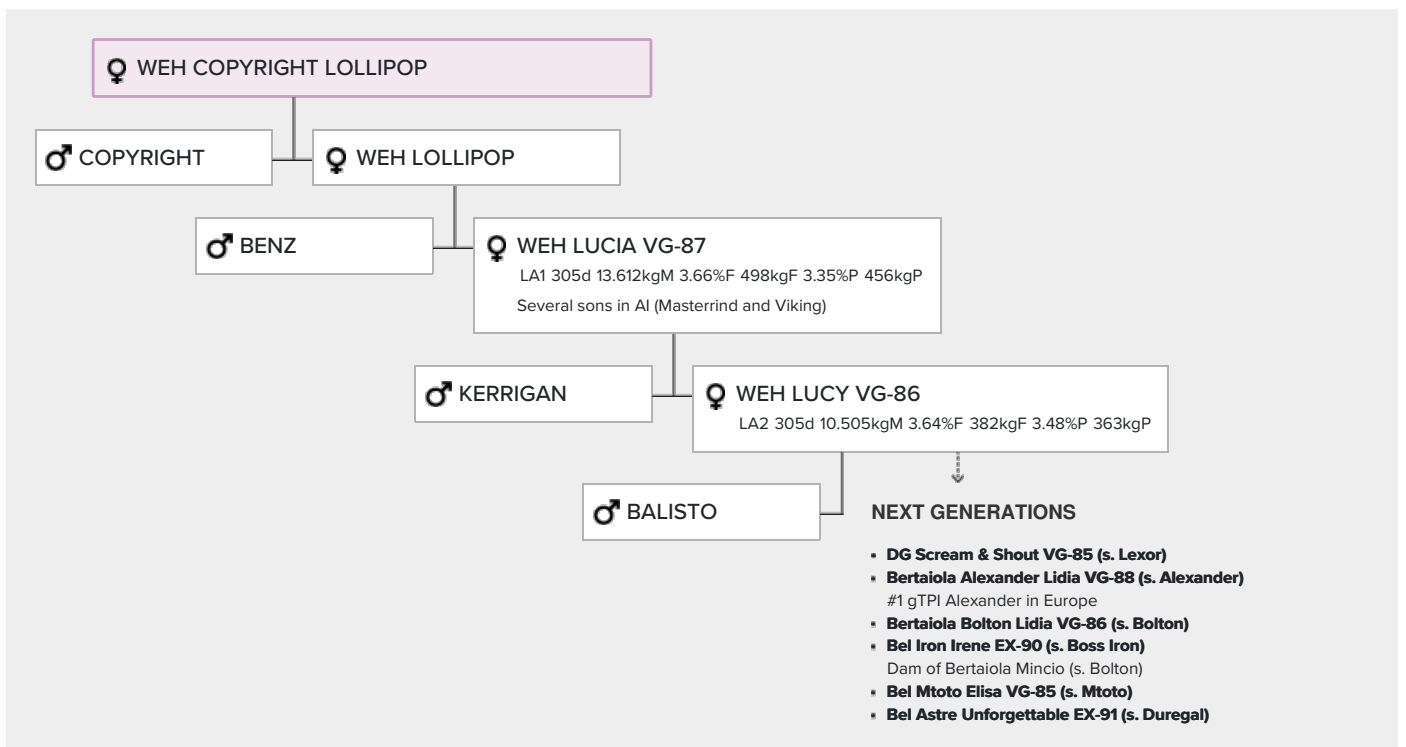 WEH COPYRIGHT LOLLIPOP
COPYRIGHT
WEH LOLLIPOP
BENZ
WEH LUCIA VG-87
LA1 305d 13.612kgM 3.66%F 498kgF 3.35%P 456kgP
Several sons in AI (Masterrind and Viking)
KERRIGAN
WEH LUCY VG-86
LA2 305d 10.505kgM 3.64%F 382kgF 3.48%P 363kgP
BALISTO
NEXT GENERATIONS
DG Scream & Shout VG-85 (s. Lexor)
Bertaiola Alexander Lidia VG-88 (s. Alexander)
#1 gTPI Alexander in Europe
Bertaiola Bolton Lidia VG-86 (s. Bolton)
Bel Iron Irene EX-90 (s. Boss Iron)
Dam of Bertaiola Mincio (s. Bolton)
Bel Mtoto Elisa VG-85 (s. Mtoto)
Bel Astre Unforgettable EX-91 (s. Duregal)